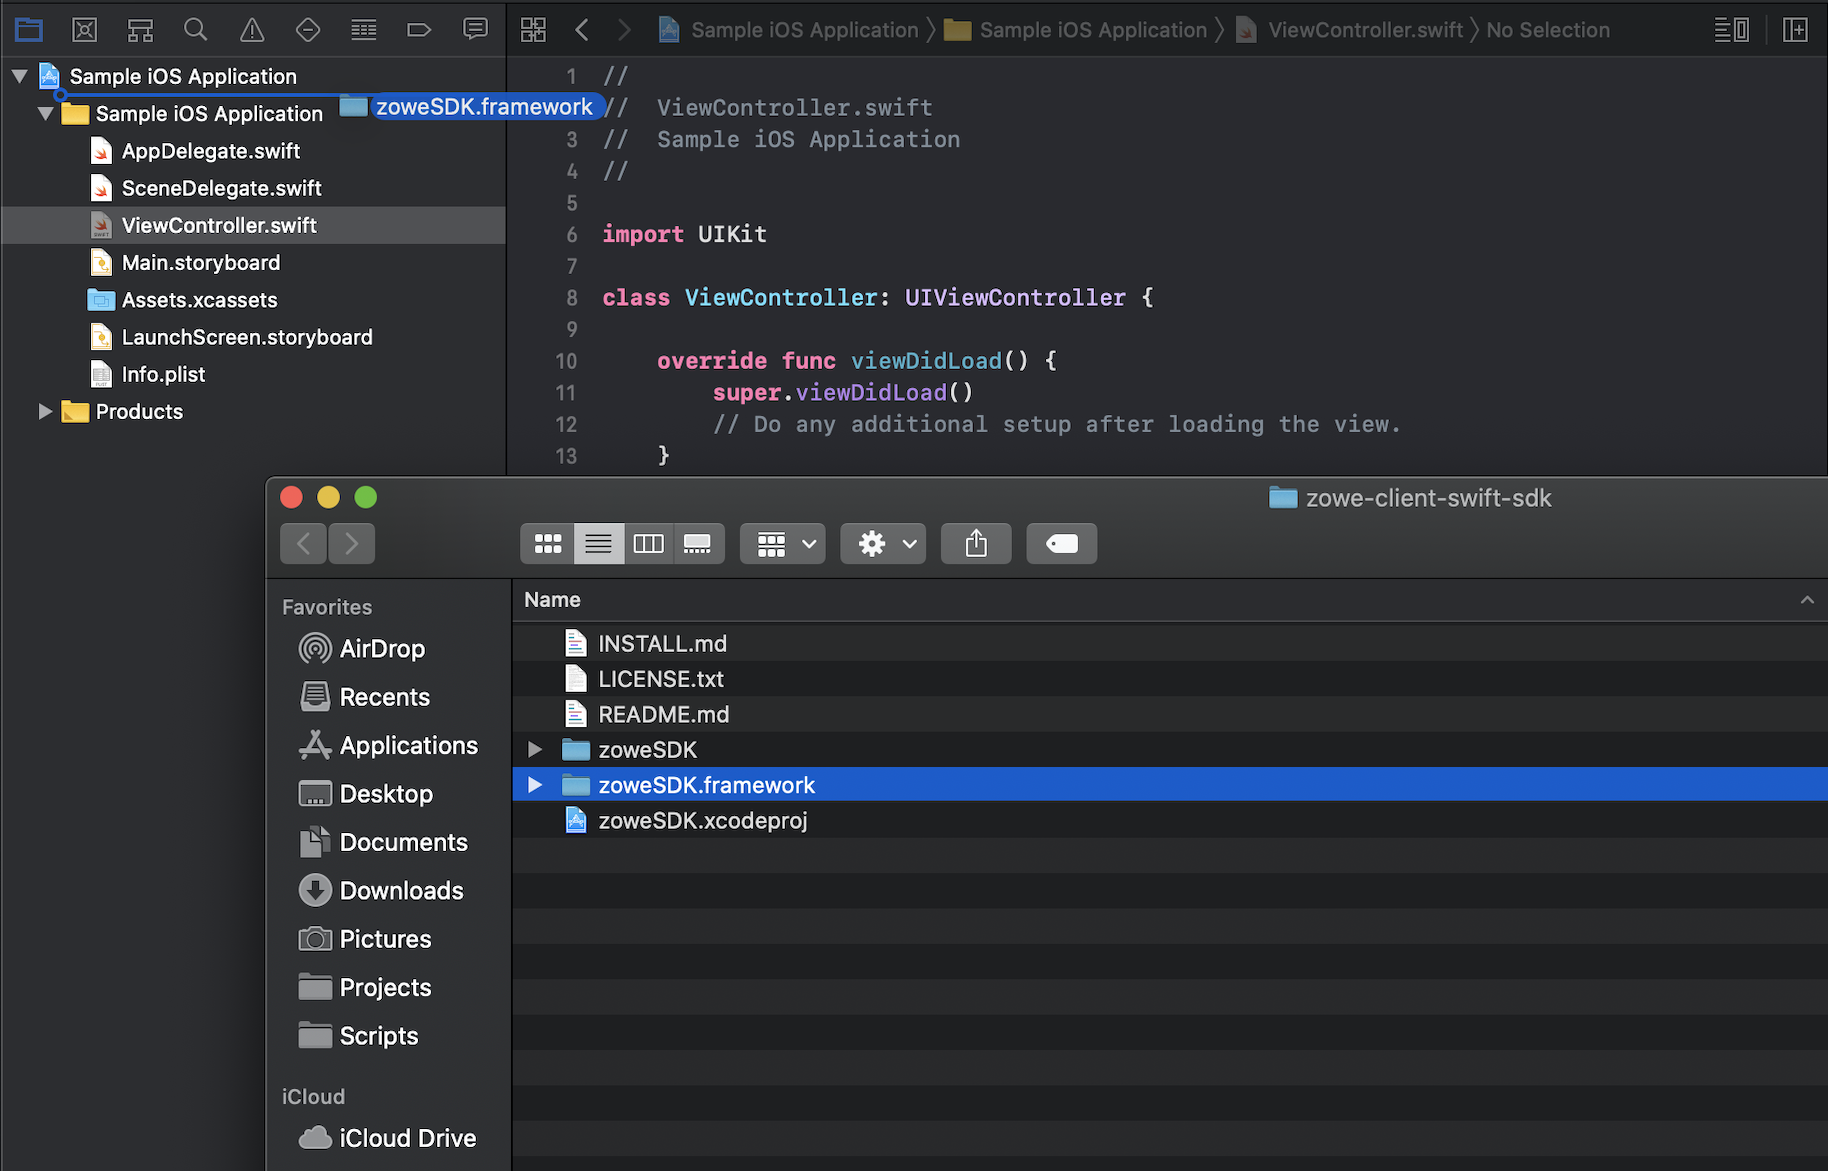 Sample iOS Application 〉 Sample iOS Application 〉 ViewController.swift 〉 No Selection
Sample iOS Application
Sample iOS Application
zoweSDK.framework
AppDelegate.swift
SceneDelegate.swift
ViewController.swift
Main.storyboard
Assets.xcassets
LaunchScreen.storyboard
Info.plist
Products
1 //
//  ViewController.swift
3 //  Sample iOS Application
4 //
5
6 import UIKit
7
8 class ViewController: UIViewController {
9
10     override func viewDidLoad() {
11         super.viewDidLoad()
12         // Do any additional setup after loading the view.
13     }
zowe-client-swift-sdk
Favorites
AirDrop
Recents
Applications
Desktop
Documents
Downloads
Pictures
Projects
Scripts
iCloud
iCloud Drive
Name
INSTALL.md
LICENSE.txt
README.md
zoweSDK
zoweSDK.framework
zoweSDK.xcodeproj